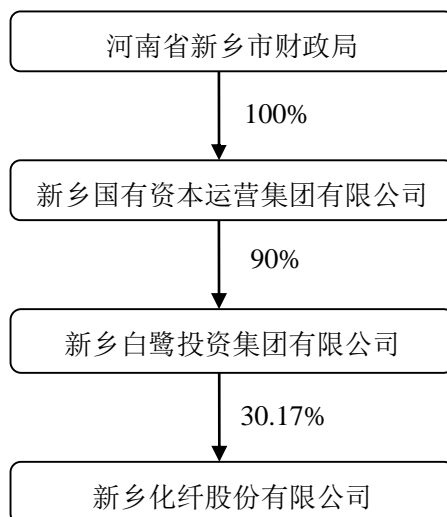 河南省新乡市财政局
100%
新乡国有资本运营集团有限公司
90%
新乡白鹭投资集团有限公司
30.17%
新乡化纤股份有限公司